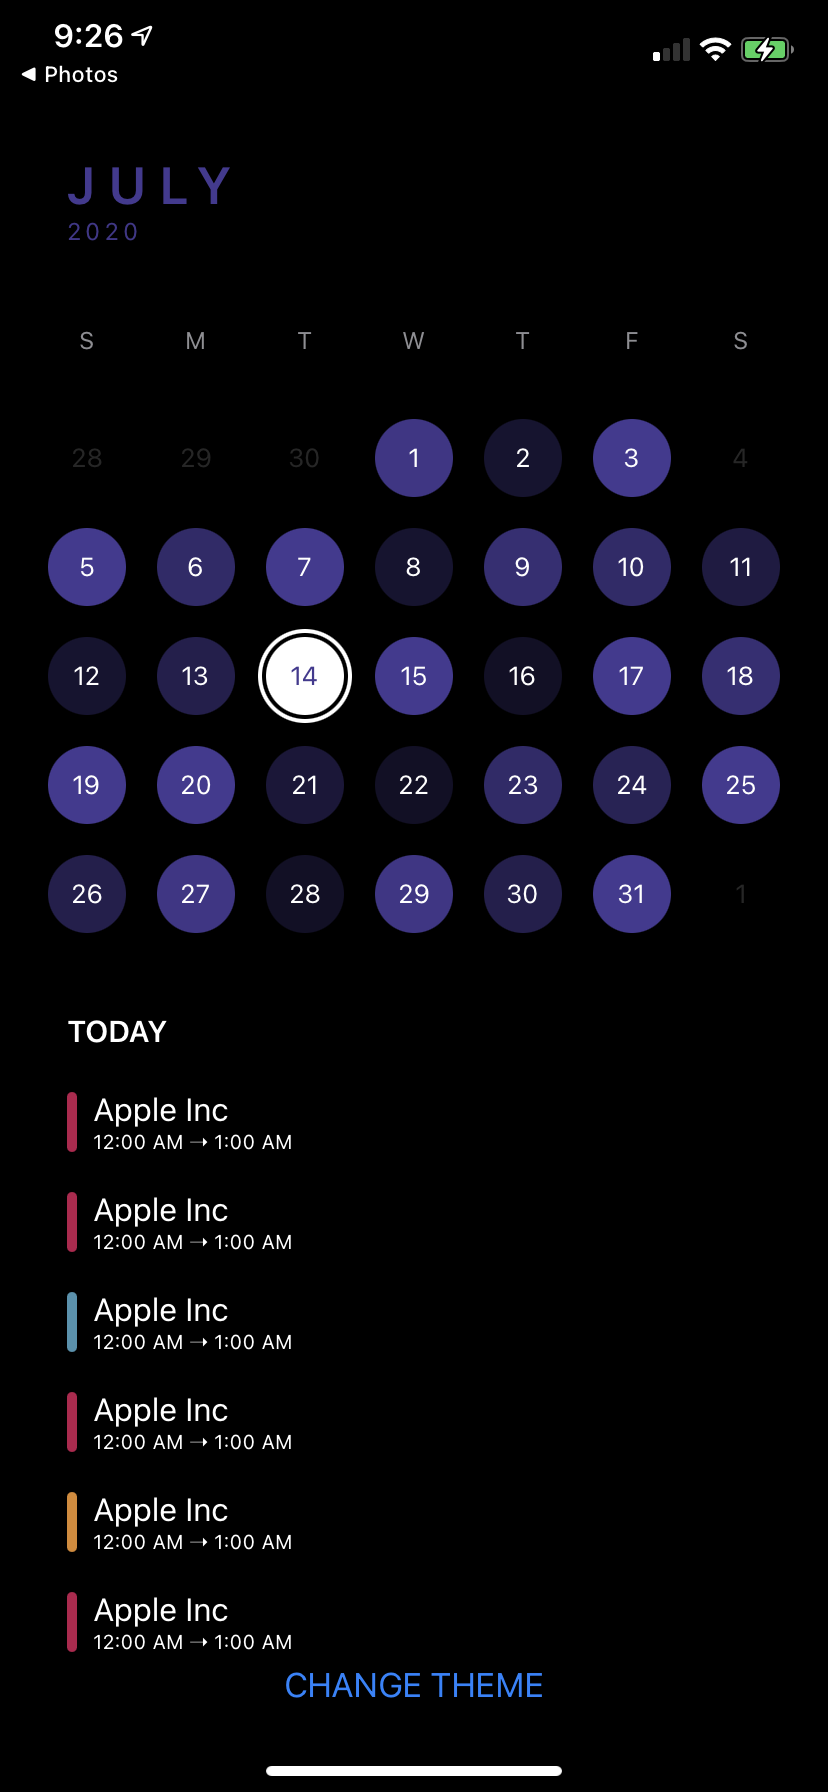 9:26
Photos
JULY
2020
S M T W T F S
28 29 30 1 2 3 4
5 6 7 8 9 10 11
12 13 14 15 16 17 18
19 20 21 22 23 24 25
26 27 28 29 30 31 1
TODAY
Apple Inc
12:00 AM → 1:00 AM
Apple Inc
12:00 AM → 1:00 AM
Apple Inc
12:00 AM → 1:00 AM
Apple Inc
12:00 AM → 1:00 AM
Apple Inc
12:00 AM → 1:00 AM
Apple Inc
12:00 AM → 1:00 AM
CHANGE THEME